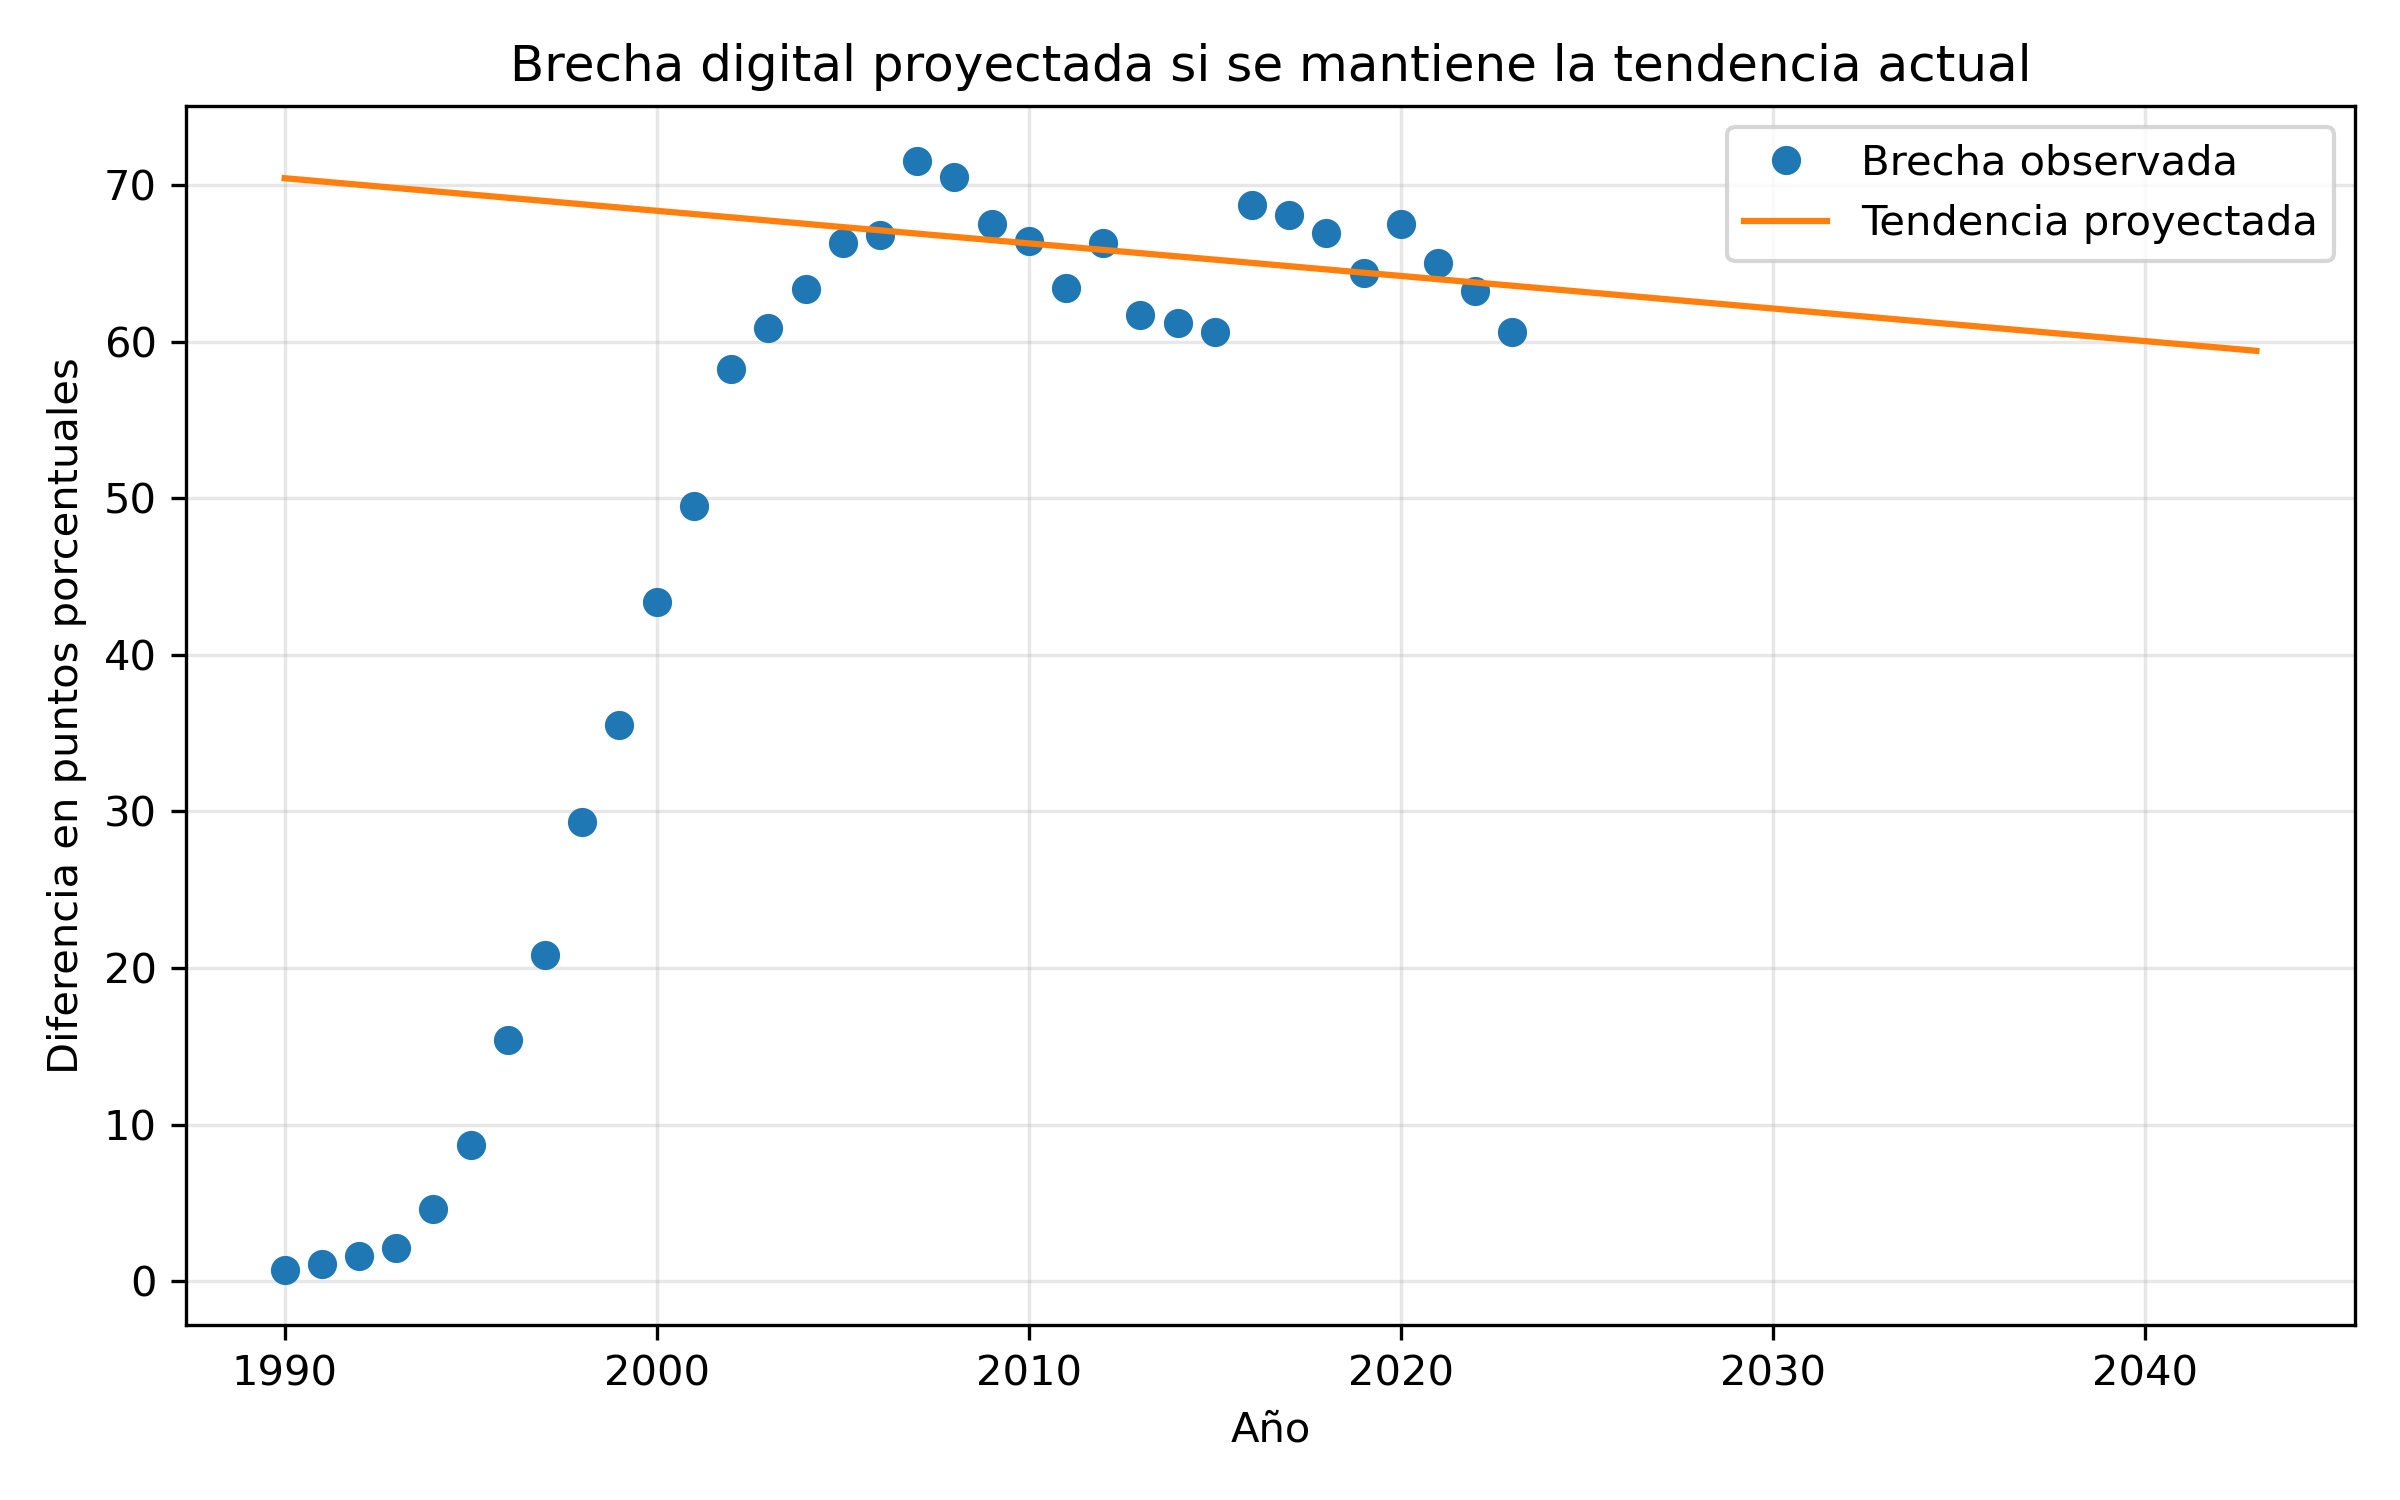 Brecha digital proyectada si se mantiene la tendencia actual
Brecha observada
Tendencia proyectada
Diferencia en puntos porcentuales
70
60
50
40
30
20
10
0
1990 2000 2010 2020 2030 2040
Año